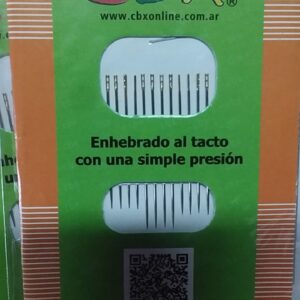 www.cbxonline.com.ar
Enhebrado al tacto
con una simple presión